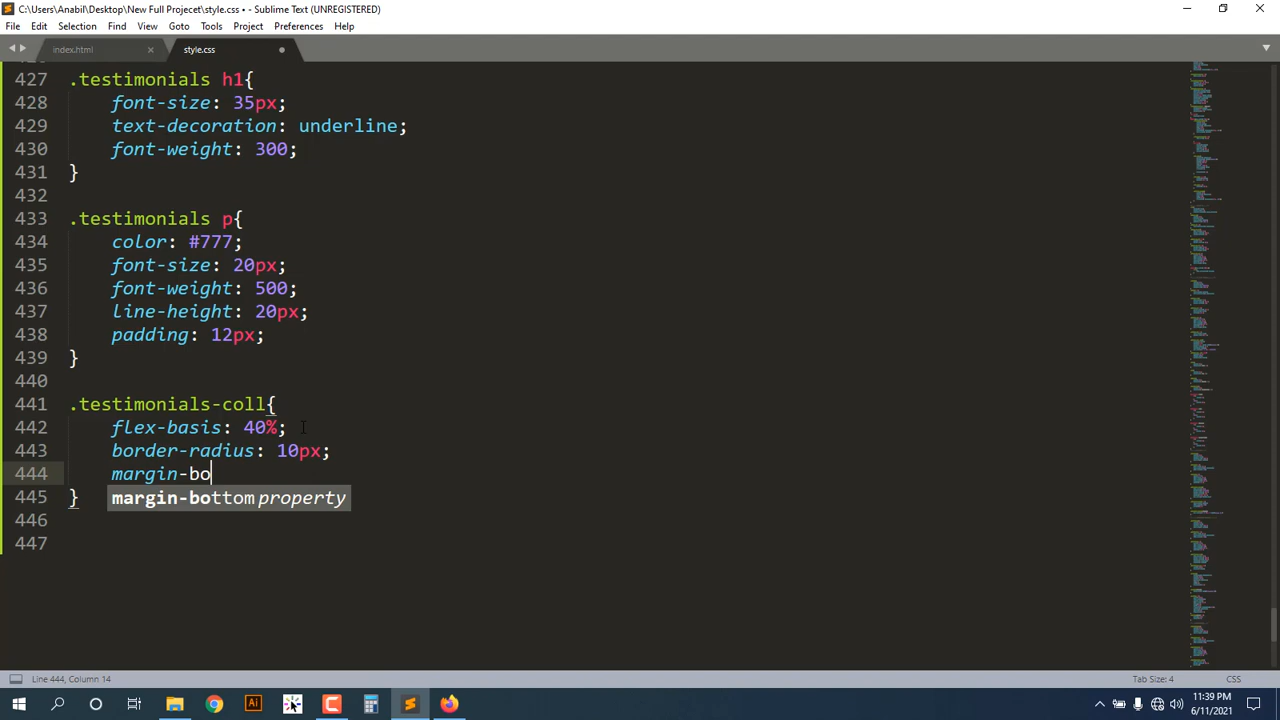 C:\Users\Anabil\Desktop\New Full Projecet\style.css • - Sublime Text (UNREGISTERED)
File Edit Selection Find View Goto Tools Project Preferences Help
index.html style.css
427 .testimonials h1{
428 font-size: 35px;
429 text-decoration: underline;
430 font-weight: 300;
431 }
432
433 .testimonials p{
434 color: #777;
435 font-size: 20px;
436 font-weight: 500;
437 line-height: 20px;
438 padding: 12px;
439 }
440
441 .testimonials-coll{
442 flex-basis: 40%;
443 border-radius: 10px;
444 margin-bo
445 } margin-bottom property
446
447
Line 444, Column 14 Tab Size: 4 CSS
Ai
11:39 PM
6/11/2021